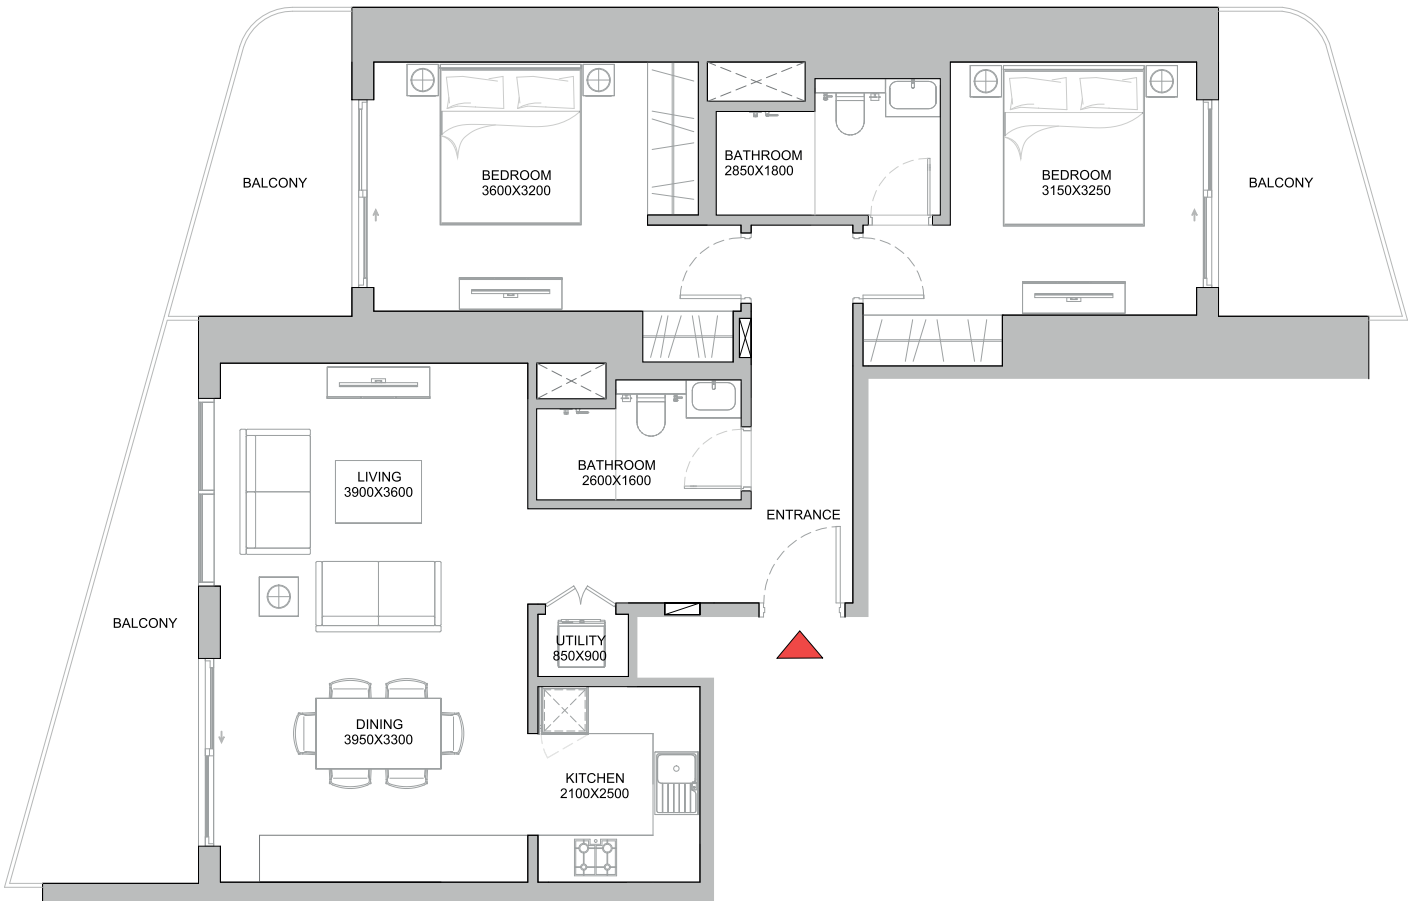 BATHROOM
2850X1800
BEDROOM
3600X3200
BEDROOM
3150X3250
BALCONY
BALCONY
BATHROOM
2600X1600
LIVING
3900X3600
ENTRANCE
BALCONY
UTILITY
850X900
DINING
3950X3300
KITCHEN
2100X2500